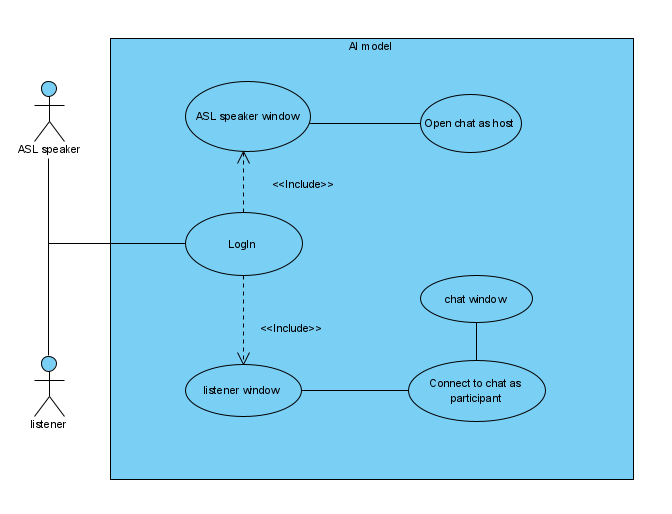 AI model
ASL speaker window
Open chat as host
ASL speaker
<<Include>>
LogIn
chat window
<<Include>>
listener window
Connect to chat as
participant
listener